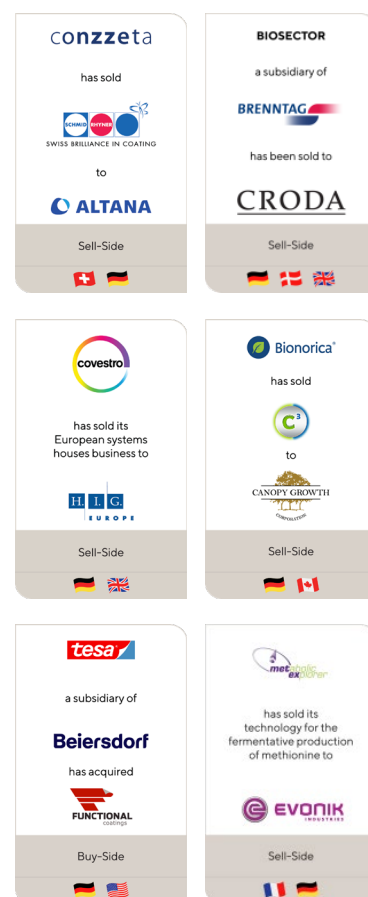 conzzeta
has sold
SCHMID RHYNER
SWISS BRILLIANCE IN COATING
to
ALTANA
Sell-Side
BIOSECTOR
a subsidiary of
BRENNTAG
has been sold to
CRODA
Sell-Side
covestro
has sold its
European systems
houses business to
H.I.G.
EUROPE
Sell-Side
Bionorica®
has sold
C3
to
CANOPY GROWTH
CORPORATION
Sell-Side
tesa
a subsidiary of
Beiersdorf
has acquired
FUNCTIONAL
coatings
Buy-Side
metabolic
explorer
has sold its
technology for the
fermentative production
of methionine to
EVONIK
INDUSTRIES
Sell-Side